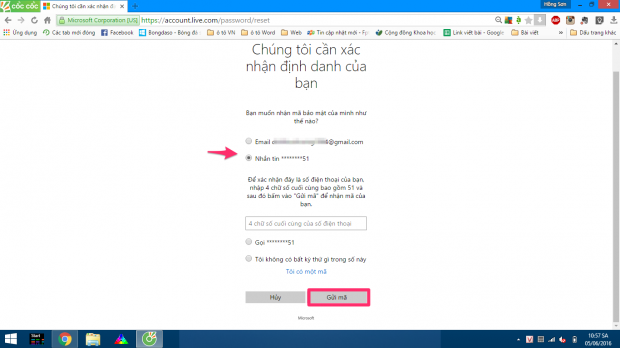 cốc cốc
Chúng tôi cần xác nhận đ
Hồng Sơn
Microsoft Corporation [US]
https://account.live.com/password/reset
Ứng dụng
Các tab mới đóng
Facebook
Bongdaso - Bóng đá
ô tô VN
ô tô Word
Tin cập nhật mới
Cộng đồng Khoa học
Link viết bài - Google
Bài viết
Dấu trang khác
Chúng tôi cần xác
nhận định danh của
bạn
Bạn muốn nhận mã bảo mật của mình như
thế nào?
Email
@gmail.com
Nhắn tin ********51
Để xác nhận đây là số điện thoại của bạn,
nhập 4 chữ số cuối cùng bao gồm 51 và
sau đó bấm vào "Gửi mã" để nhận mã của
bạn.
4 chữ số cuối cùng của số điện thoại
Gọi ********51
Tôi không có bất kỳ thứ gì trong số này
Tôi có một mã
Hủy
Gửi mã
Microsoft
Start
10:57 SA
05/06/2016